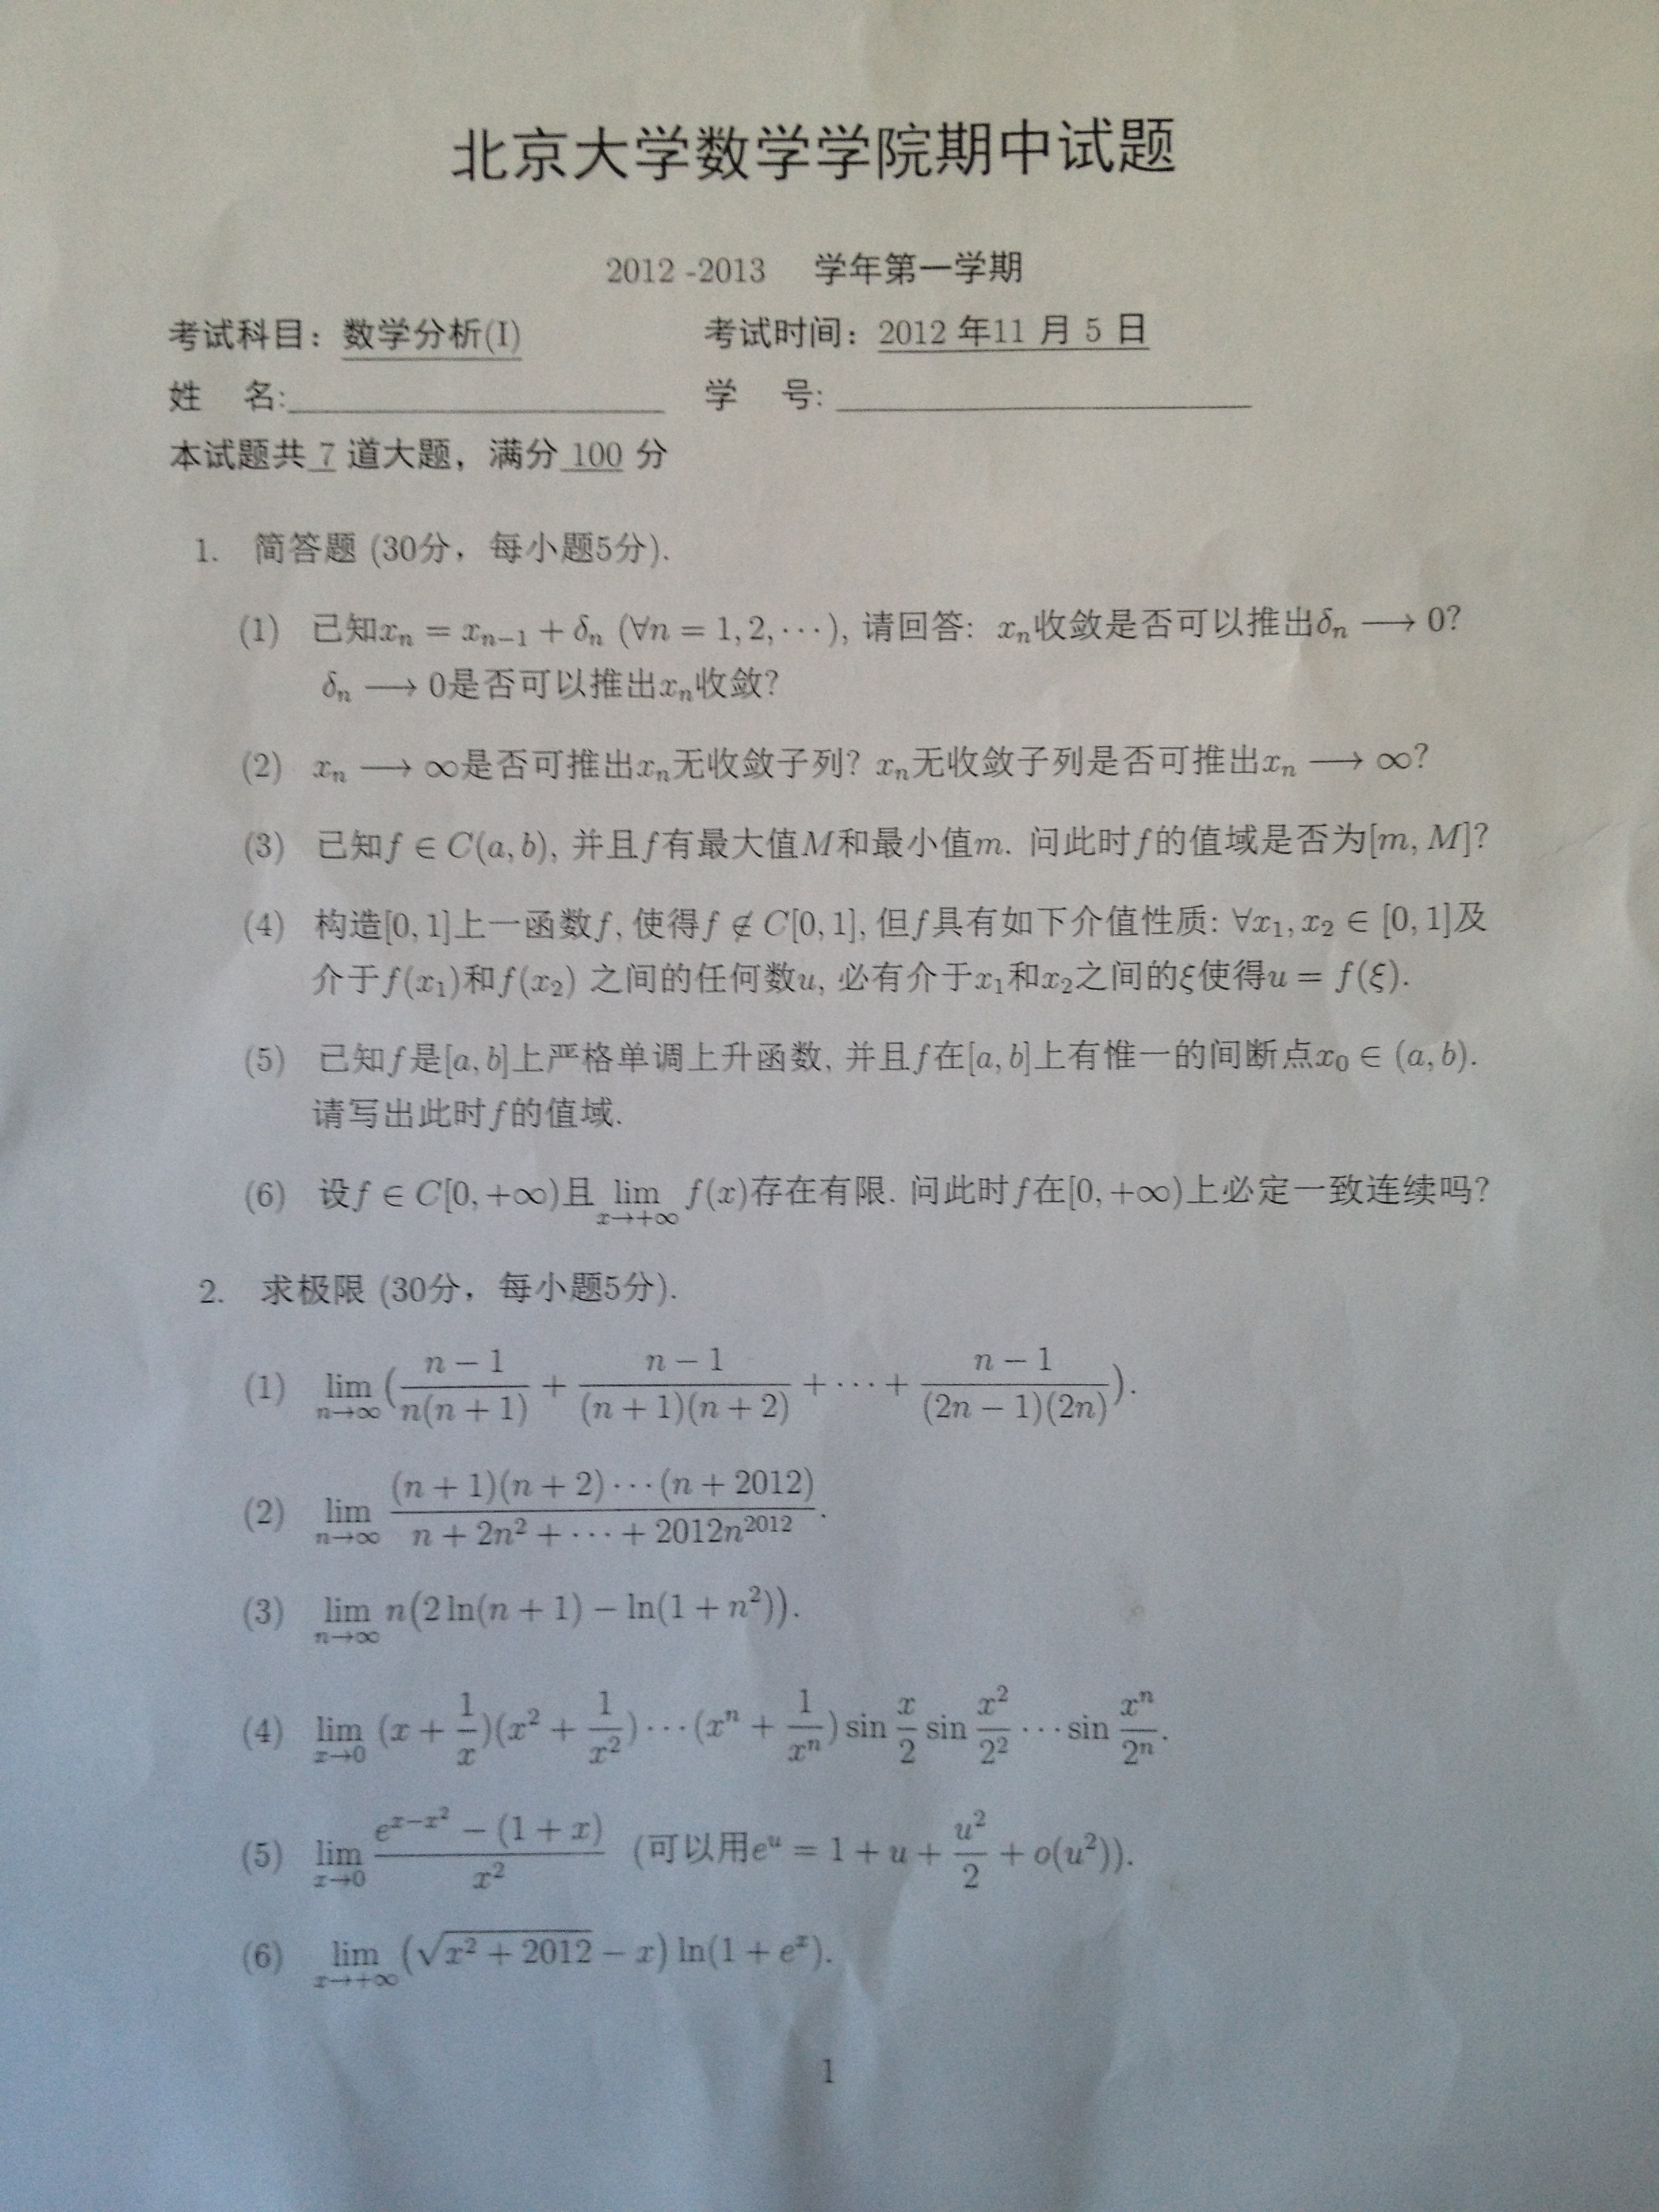 北京大学数学学院期中试题
2012 -2013 学年第一学期
考试科目：数学分析(I) 考试时间：2012 年11 月 5 日
姓 名:____________ 学 号:____________
本试题共 7 道大题，满分 100 分
1. 简答题 (30分，每小题5分).
(1) 已知$x_n = x_{n-1} + \delta_n$ $(\forall n = 1, 2, \cdots)$, 请回答: $x_n$收敛是否可以推出$\delta_n \longrightarrow 0$?
$\delta_n \longrightarrow 0$是否可以推出$x_n$收敛?
(2) $x_n \longrightarrow \infty$是否可推出$x_n$无收敛子列? $x_n$无收敛子列是否可推出$x_n \longrightarrow \infty$?
(3) 已知$f \in C(a, b)$, 并且$f$有最大值$M$和最小值$m$. 问此时$f$的值域是否为$[m, M]$?
(4) 构造$[0, 1]$上一函数$f$, 使得$f \notin C[0, 1]$, 但$f$具有如下介值性质: $\forall x_1, x_2 \in [0, 1]$及
介于$f(x_1)$和$f(x_2)$ 之间的任何数$u$, 必有介于$x_1$和$x_2$之间的$\xi$使得$u = f(\xi)$.
(5) 已知$f$是$[a, b]$上严格单调上升函数, 并且$f$在$[a, b]$上有惟一的间断点$x_0 \in (a, b)$.
请写出此时$f$的值域.
(6) 设$f \in C[0, +\infty)$且$\lim_{x \to +\infty} f(x)$存在有限. 问此时$f$在$[0, +\infty)$上必定一致连续吗?
2. 求极限 (30分，每小题5分).
(1) $\lim_{n \to \infty} (\frac{n-1}{n(n+1)} + \frac{n-1}{(n+1)(n+2)} + \cdots + \frac{n-1}{(2n-1)(2n)})$.
(2) $\lim_{n \to \infty} \frac{(n+1)(n+2) \cdots (n+2012)}{n + 2n^2 + \cdots + 2012n^{2012}}$.
(3) $\lim_{n \to \infty} n(2\ln(n+1) - \ln(1+n^2))$.
(4) $\lim_{x \to 0} (x + \frac{1}{x})(x^2 + \frac{1}{x^2}) \cdots (x^n + \frac{1}{x^n}) \sin\frac{x}{2} \sin\frac{x^2}{2^2} \cdots \sin\frac{x^n}{2^n}$.
(5) $\lim_{x \to 0} \frac{e^{x-x^2} - (1+x)}{x^2}$ (可以用$e^u = 1 + u + \frac{u^2}{2} + o(u^2)$).
(6) $\lim_{x \to +\infty} (\sqrt{x^2 + 2012} - x) \ln(1 + e^x)$.
1